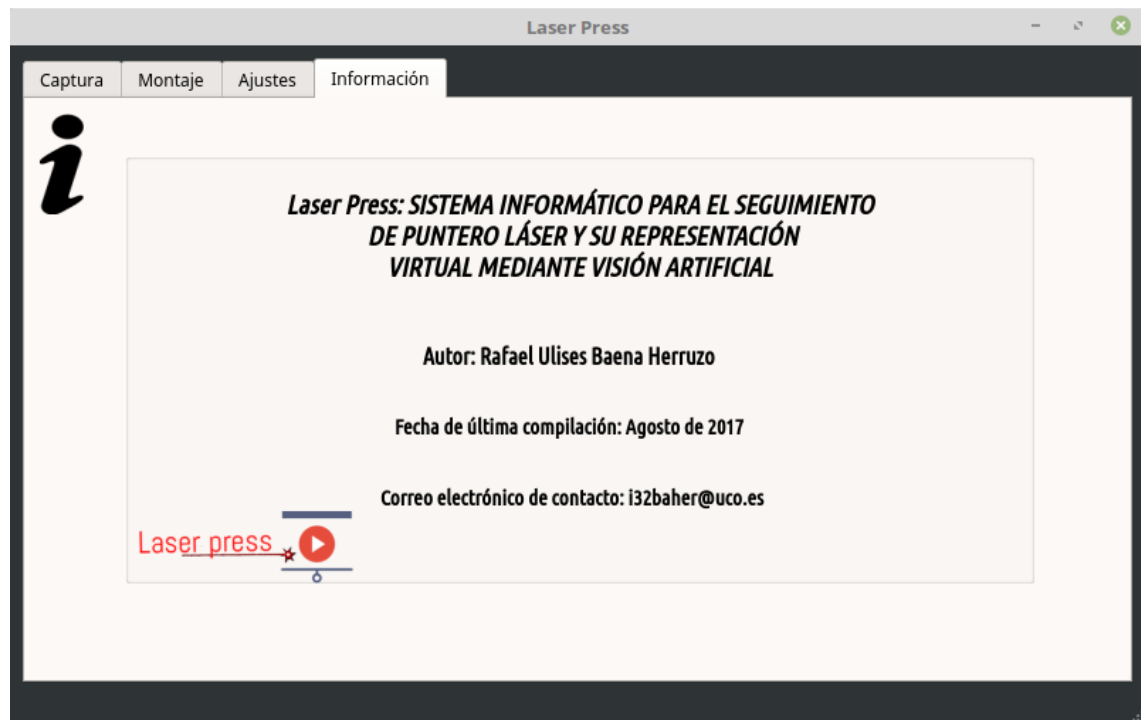 Laser Press
Captura Montaje Ajustes Información
Laser Press: SISTEMA INFORMÁTICO PARA EL SEGUIMIENTO
DE PUNTERO LÁSER Y SU REPRESENTACIÓN
VIRTUAL MEDIANTE VISIÓN ARTIFICIAL
Autor: Rafael Ulises Baena Herruzo
Fecha de última compilación: Agosto de 2017
Correo electrónico de contacto: i32baher@uco.es
Laser press